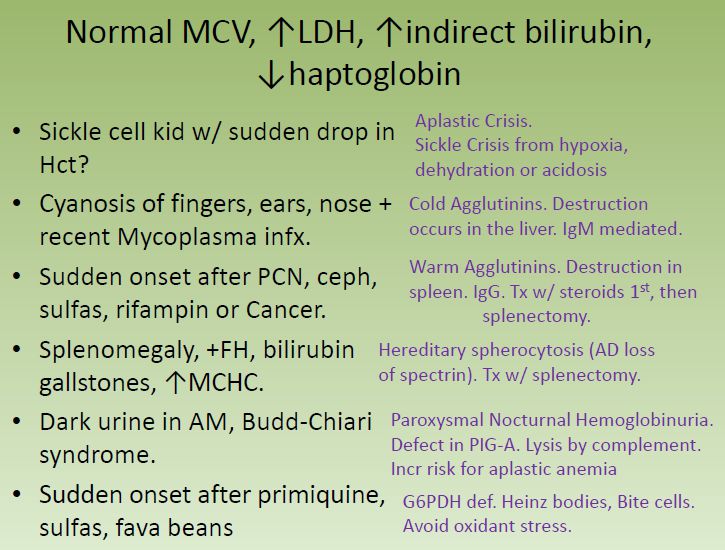 Normal MCV, ↑LDH, ↑indirect bilirubin,
↓haptoglobin
• Sickle cell kid w/ sudden drop in
Hct?
Aplastic Crisis.
Sickle Crisis from hypoxia,
dehydration or acidosis
• Cyanosis of fingers, ears, nose +
recent Mycoplasma infx.
Cold Agglutinins. Destruction
occurs in the liver. IgM mediated.
• Sudden onset after PCN, ceph,
sulfas, rifampin or Cancer.
Warm Agglutinins. Destruction in
spleen. IgG. Tx w/ steroids 1st, then
splenectomy.
• Splenomegaly, +FH, bilirubin
gallstones, ↑MCHC.
Hereditary spherocytosis (AD loss
of spectrin). Tx w/ splenectomy.
• Dark urine in AM, Budd-Chiari
syndrome.
Paroxysmal Nocturnal Hemoglobinuria.
Defect in PIG-A. Lysis by complement.
Incr risk for aplastic anemia
• Sudden onset after primiquine,
sulfas, fava beans
G6PDH def. Heinz bodies, Bite cells.
Avoid oxidant stress.